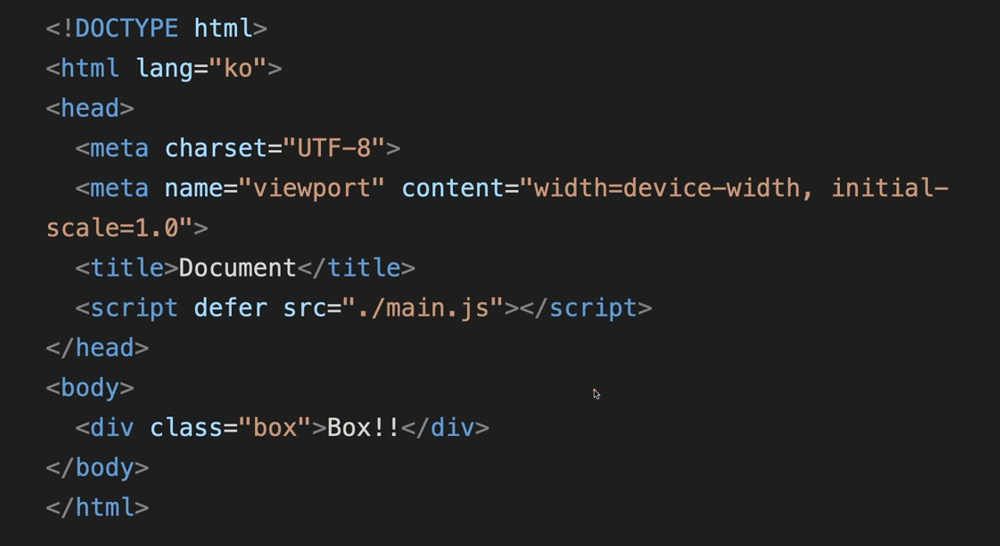 <!DOCTYPE html>
<html lang="ko">
<head>
  <meta charset="UTF-8">
  <meta name="viewport" content="width=device-width, initial-
scale=1.0">
  <title>Document</title>
  <script defer src="./main.js"></script>
</head>
<body>
  <div class="box">Box!!</div>
</body>
</html>